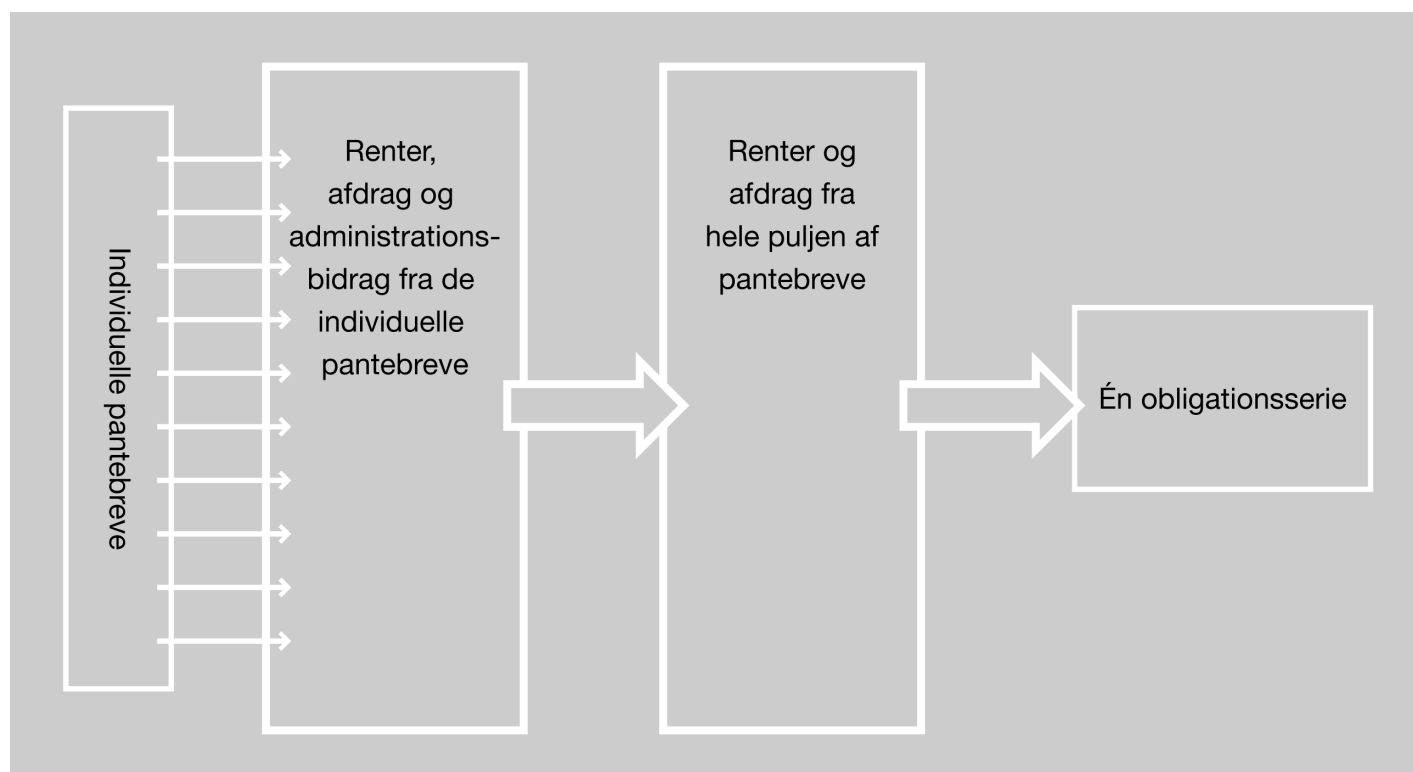 Individuelle pantebreve
Renter,
afdrag og
administrations-
bidrag fra de
individuelle
pantebreve
Renter og
afdrag fra
hele puljen af
pantebreve
Én obligationsserie